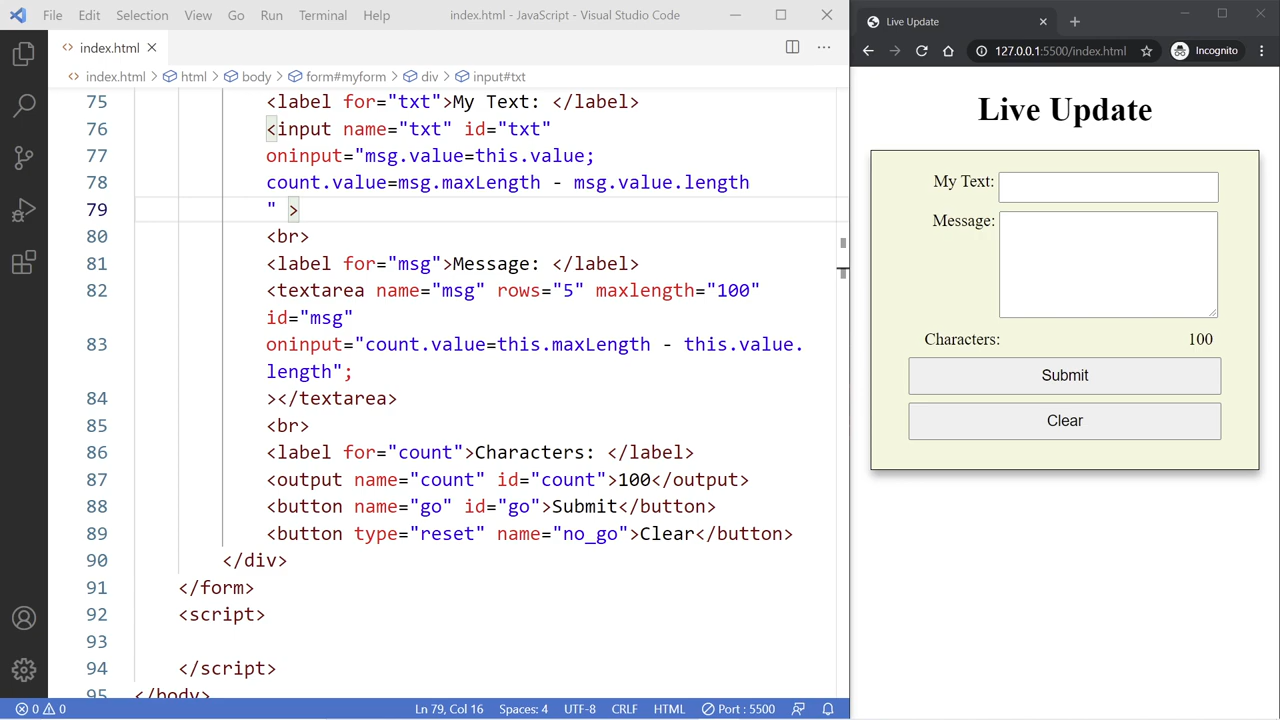 File Edit Selection View Go Run Terminal Help index.html - JavaScript - Visual Studio Code
index.html
index.html > html > body > form#myform > div > input#txt
75 <label for="txt">My Text: </label>
76 <input name="txt" id="txt"
77 oninput="msg.value=this.value;
78 count.value=msg.maxLength - msg.value.length
79 " >
80 <br>
81 <label for="msg">Message: </label>
82 <textarea name="msg" rows="5" maxlength="100"
id="msg"
83 oninput="count.value=this.maxLength - this.value.
length";
84 ></textarea>
85 <br>
86 <label for="count">Characters: </label>
87 <output name="count" id="count">100</output>
88 <button name="go" id="go">Submit</button>
89 <button type="reset" name="no_go">Clear</button>
90 </div>
91 </form>
92 <script>
93
94 </script>
95 </body>
0 0 Ln 79, Col 16 Spaces: 4 UTF-8 CRLF HTML Port : 5500
Live Update
127.0.0.1:5500/index.html Incognito
Live Update
My Text:
Message:
Characters: 100
Submit
Clear